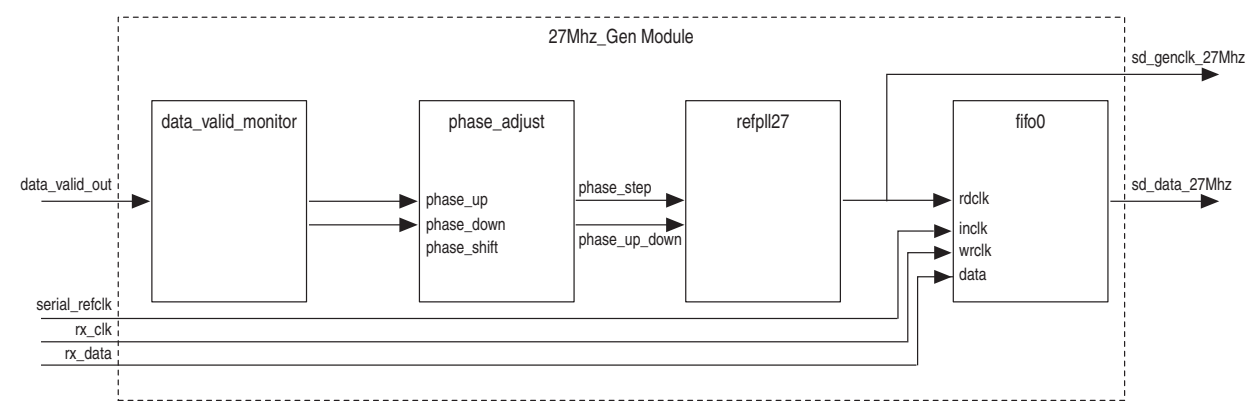 27Mhz_Gen Module
sd_genclk_27Mhz
data_valid_monitor
phase_adjust
refpll27
fifo0
data_valid_out
phase_up
phase_down
phase_shift
phase_step
phase_up_down
rdclk
inclk
wrclk
data
sd_data_27Mhz
serial_refclk
rx_clk
rx_data